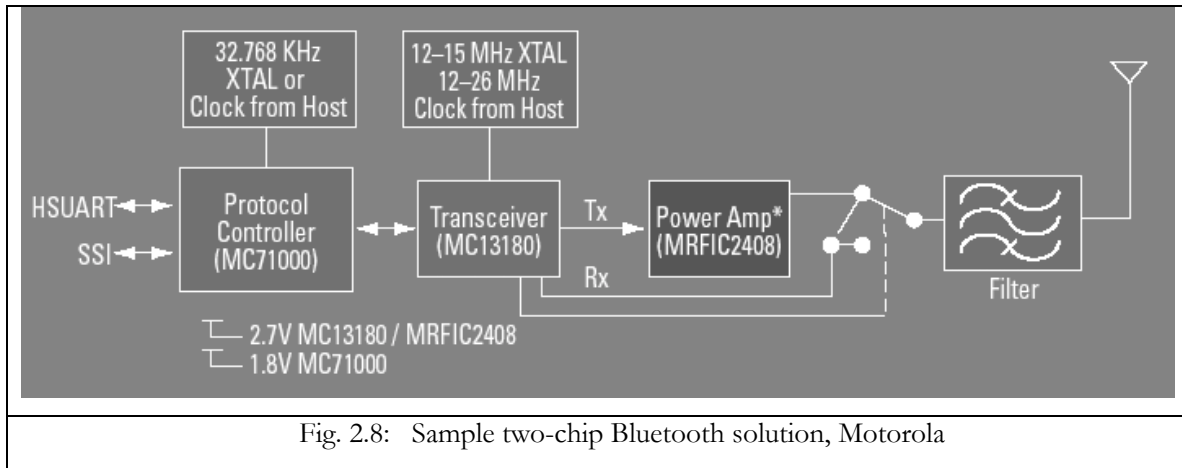 32.768 KHz
XTAL or
Clock from Host
12–15 MHz XTAL
12–26 MHz
Clock from Host
HSUART
SSI
Protocol
Controller
(MC71000)
Transceiver
(MC13180)
Tx
Rx
Power Amp*
(MRFIC2408)
Filter
2.7V MC13180 / MRFIC2408
1.8V MC71000
Fig. 2.8: Sample two-chip Bluetooth solution, Motorola